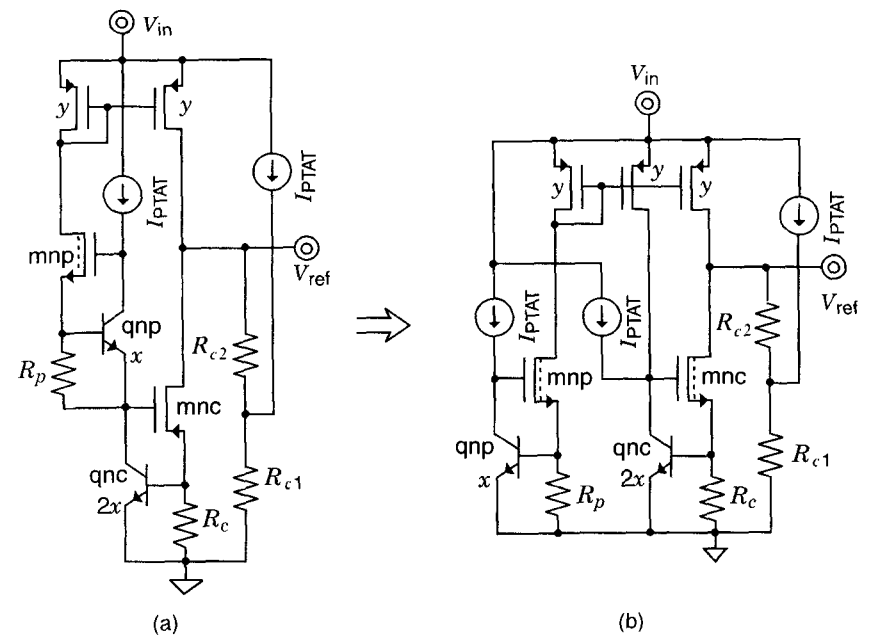 V_in
y
y
I_PTAT
I_PTAT
mnp
V_ref
qnp
x
R_p
R_c2
mnc
qnc
2x
R_c1
R_c
(a)
V_in
y
y
y
I_PTAT
V_ref
I_PTAT
I_PTAT
R_c2
mnp
mnc
qnp
x
qnc
2x
R_p
R_c
R_c1
(b)